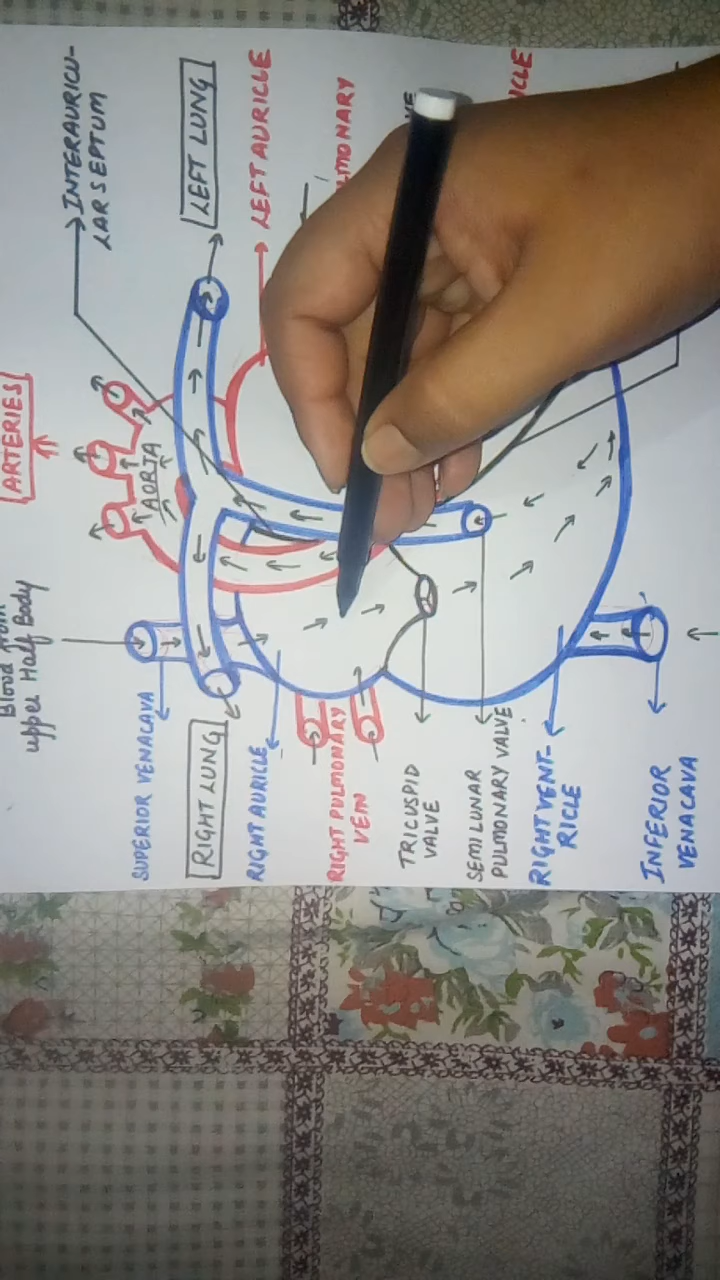 ARTERIES
Blood from
upper Half Body
INTERAURICU-
LAR SEPTUM
AORTA
SUPERIOR VENACAVA
LEFT LUNG
RIGHT LUNG
LEFT AURICLE
RIGHT AURICLE
RIGHT PULMONARY
VEIN
TRICUSPID
VALVE
SEMI LUNAR
PULMONARY VALVE
RIGHT VENT-
RICLE
INFERIOR
VENACAVA